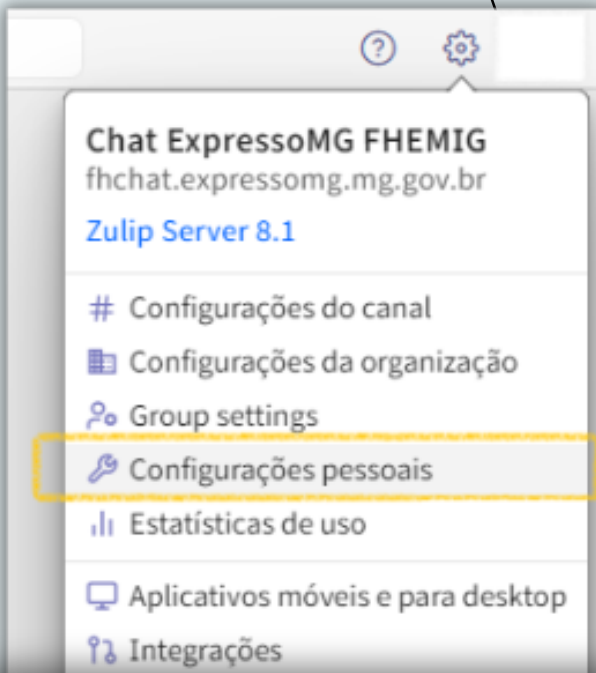 Chat ExpressoMG FHEMIG
fhchat.expressomg.mg.gov.br
Zulip Server 8.1
Configurações do canal
Configurações da organização
Group settings
Configurações pessoais
Estatísticas de uso
Aplicativos móveis e para desktop
Integrações